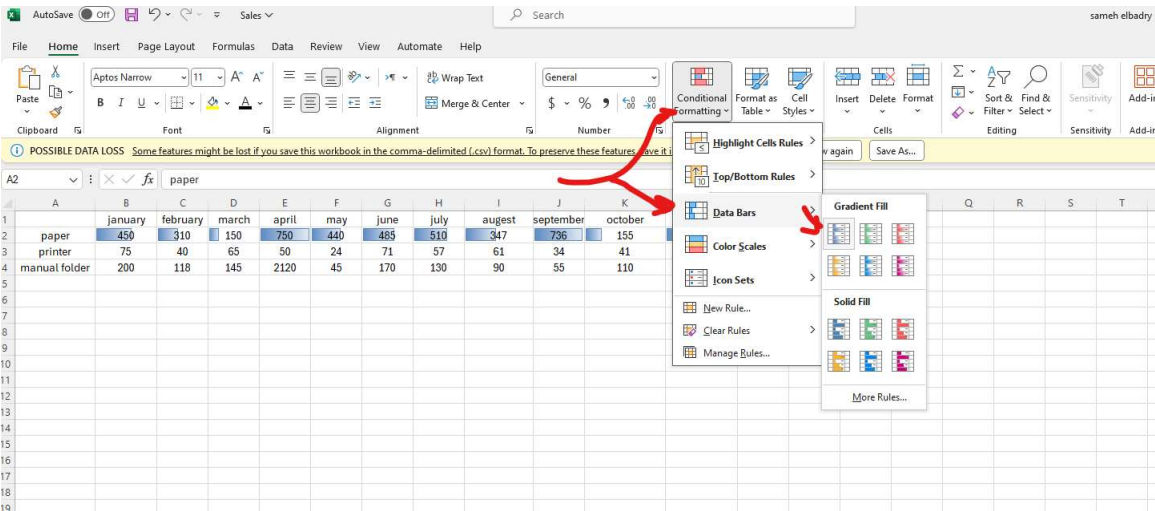 AutoSave Off Sales Search sameh elbadry
File Home Insert Page Layout Formulas Data Review View Automate Help
Aptos Narrow 11 A A Wrap Text General
Paste B I U A Merge & Center $ % 9 Conditional Formatting Format as Table Cell Styles Insert Delete Format Sort & Filter Find & Select Sensitivity Add-in
Clipboard Font Alignment Number Cells Editing Sensitivity Add-in
POSSIBLE DATA LOSS Some features might be lost if you save this workbook in the comma-delimited (.csv) format. To preserve these features, save it again Save As...
A2 fx paper
A B C D E F G H I J K Q R S T
1 january february march april may june july augest september october
2 paper 450 310 150 750 440 485 510 347 736 155
3 printer 75 40 65 50 24 71 57 61 34 41
4 manual folder 200 118 145 2120 45 170 130 90 55 110
5
6
7
8
9
10
11
12
13
14
15
16
17
18
19
Highlight Cells Rules
Top/Bottom Rules
Data Bars
Color Scales
Icon Sets
New Rule...
Clear Rules
Manage Rules...
Gradient Fill
Solid Fill
More Rules...